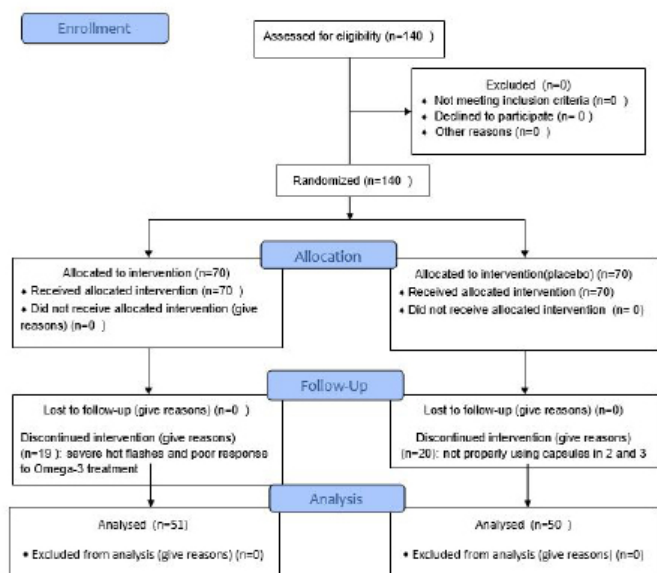 Enrollment
Assessed for eligibility (n=140 )
Excluded (n=0)
♦ Not meeting inclusion criteria (n=0 )
♦ Declined to participate (n= 0 )
♦ Other reasons (n=0 )
Randomized (n=140 )
Allocation
Allocated to intervention (n=70)
♦ Received allocated intervention (n=70 )
♦ Did not receive allocated intervention (give
reasons) (n=0 )
Allocated to intervention(placebo) (n=70)
♦ Received allocated intervention (n=70)
♦ Did not receive allocated intervention (n= 0)
Follow-Up
Lost to follow-up (give reasons) (n=0 )
Discontinued intervention (give reasons)
(n=19 ): severe hot flashes and poor response
to Omega-3 treatment
Lost to follow-up (give reasons) (n=0)
Discontinued intervention (give reasons)
(n=20): not properly using capsules in 2 and 3
Analysis
Analysed (n=51)
♦ Excluded from analysis (give reasons) (n=0)
Analysed (n=50 )
♦ Excluded from analysis (give reasons) (n=0)